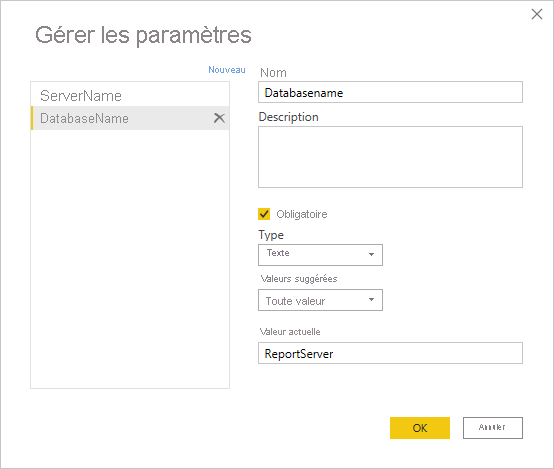 Gérer les paramètres
Nouveau
ServerName
DatabaseName
Nom
Databasename
Description
Obligatoire
Type
Texte
Valeurs suggérées
Toute valeur
Valeur actuelle
ReportServer
OK
Annuler